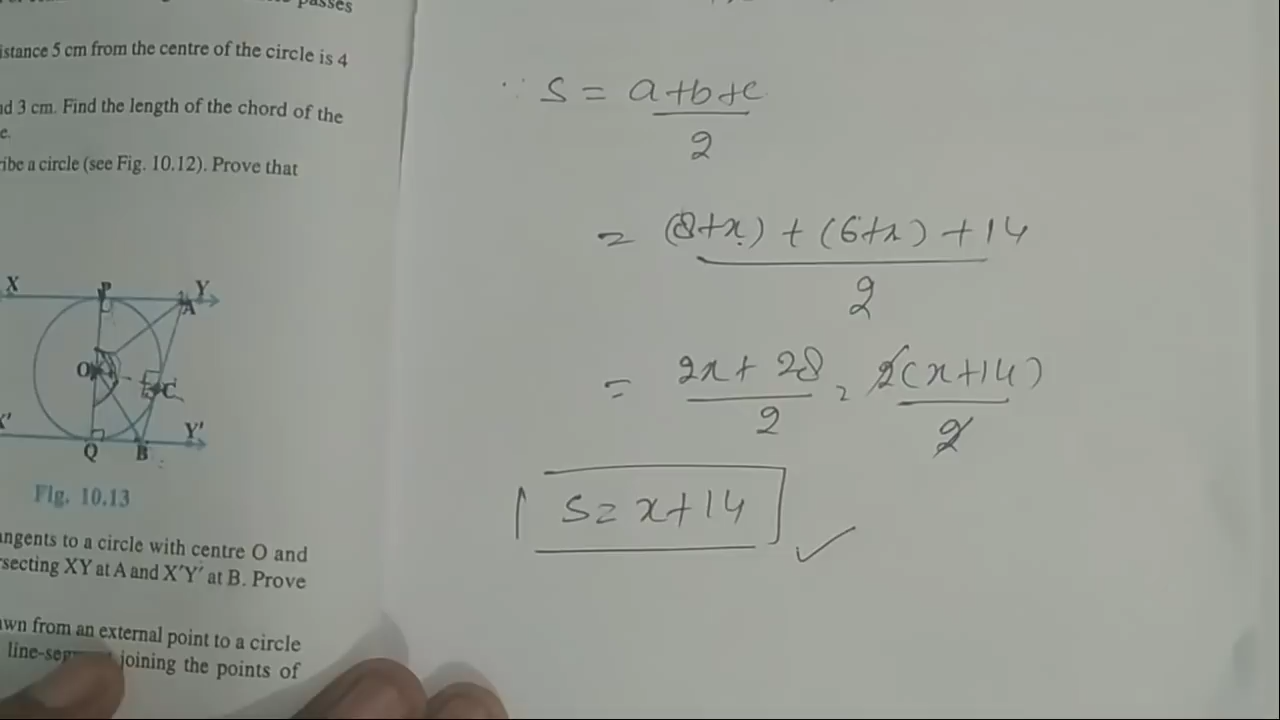 passes
istance 5 cm from the centre of the circle is 4
nd 3 cm. Find the length of the chord of the
e.
ribe a circle (see Fig. 10.12). Prove that
X P Y
A
O C
X' Q B Y'
Fig. 10.13
angents to a circle with centre O and
rsecting XY at A and X'Y' at B. Prove
awn from an external point to a circle
line-segment joining the points of
∵ S = a+b+c
2
= (8+x) + (6+x) + 14
2
= 2x + 28 = 2(x+14)
2 2
S = x+14 ✓